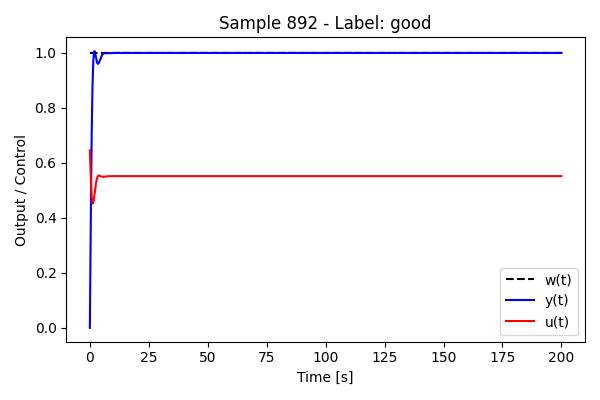 Sample 892 - Label: good
Output / Control
1.0
0.8
0.6
0.4
0.2
0.0
w(t)
y(t)
u(t)
0 25 50 75 100 125 150 175 200
Time [s]